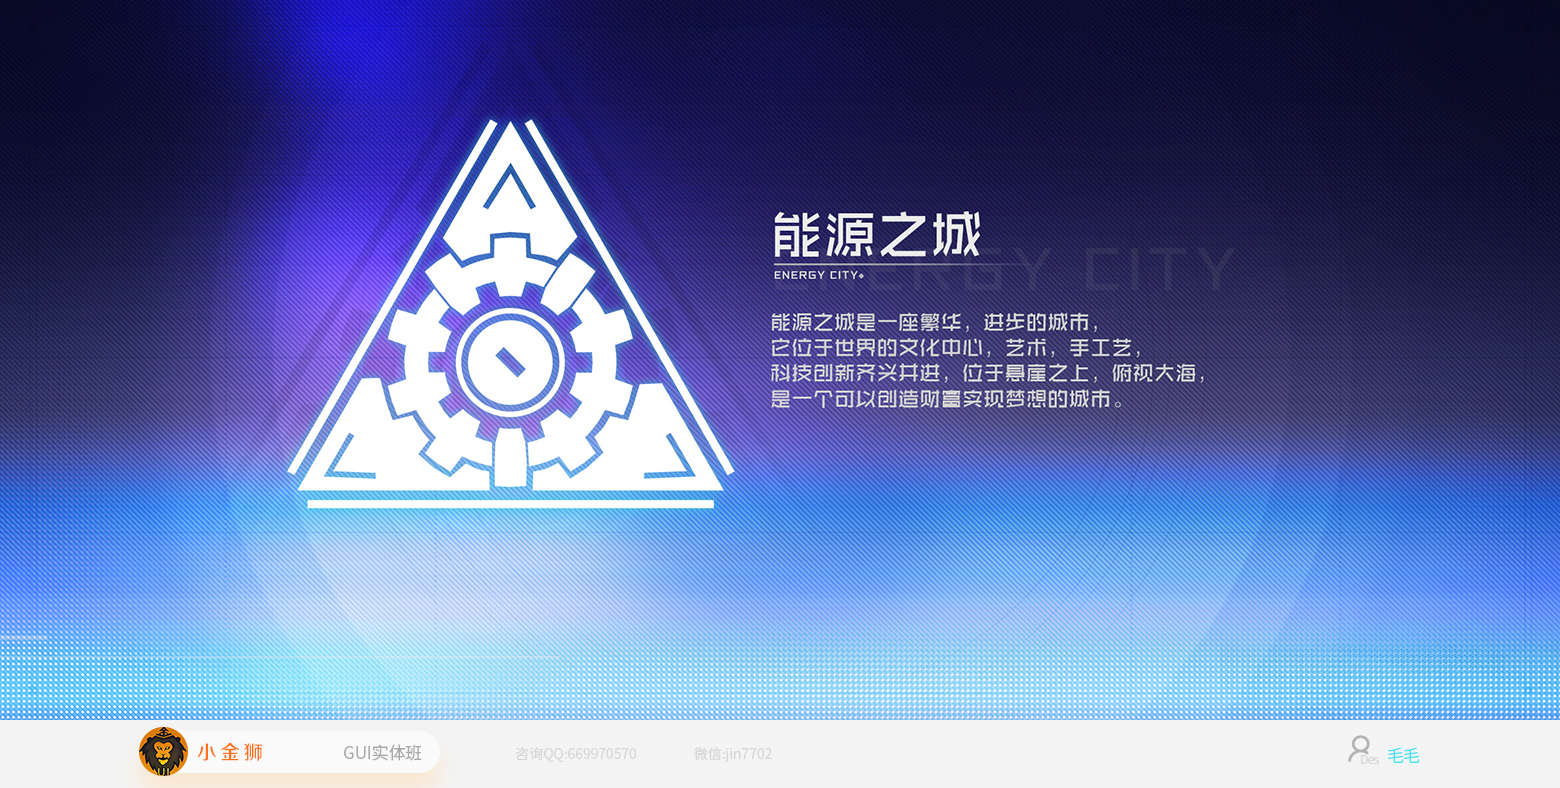 能源之城
ENERGY CITY
ENERGY CITY
能源之城是一座繁华，进步的城市，
它位于世界的文化中心，艺术，手工艺，
科技创新齐兴并进，位于悬崖之上，俯视大海，
是一个可以创造财富实现梦想的城市。
小金狮
GUI实体班
咨询QQ:669970570
微信:jin7702
Des
毛毛
UI